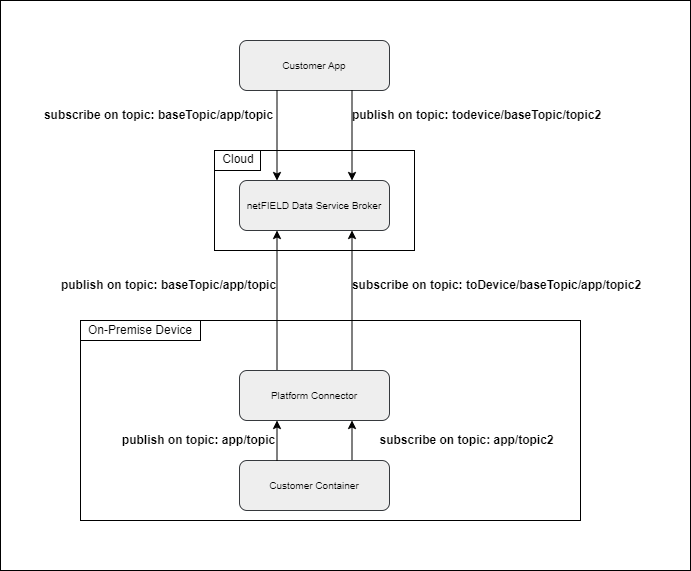 Customer App
subscribe on topic: baseTopic/app/topic
publish on topic: todevice/baseTopic/topic2
Cloud
netFIELD Data Service Broker
publish on topic: baseTopic/app/topic
subscribe on topic: toDevice/baseTopic/app/topic2
On-Premise Device
Platform Connector
publish on topic: app/topic
subscribe on topic: app/topic2
Customer Container